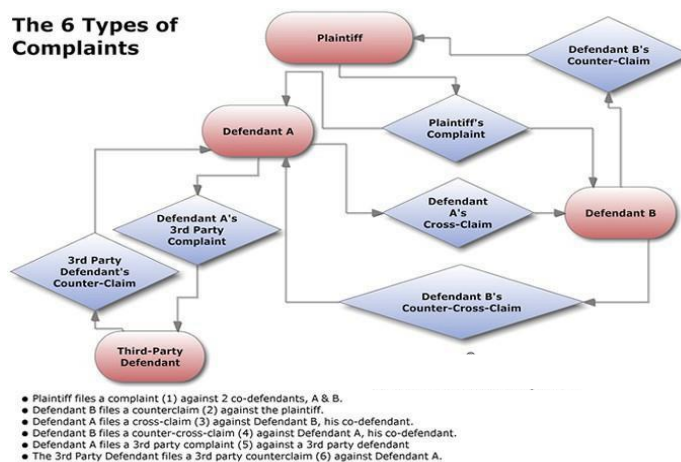 The 6 Types of
Complaints
Plaintiff
Defendant B's
Counter-Claim
Plaintiff's
Complaint
Defendant A
Defendant
A's
Cross-Claim
Defendant B
Defendant A's
3rd Party
Complaint
3rd Party
Defendant's
Counter-Claim
Defendant B's
Counter-Cross-Claim
Third-Party
Defendant
● Plaintiff files a complaint (1) against 2 co-defendants, A & B.
● Defendant B files a counterclaim (2) against the plaintiff.
● Defendant A files a cross-claim (3) against Defendant B, his co-defendant.
● Defendant B files a counter-cross-claim (4) against Defendant A, his co-defendant.
● Defendant A files a 3rd party complaint (5) against a 3rd party defendant
● The 3rd Party Defendant files a 3rd party counterclaim (6) against Defendant A.